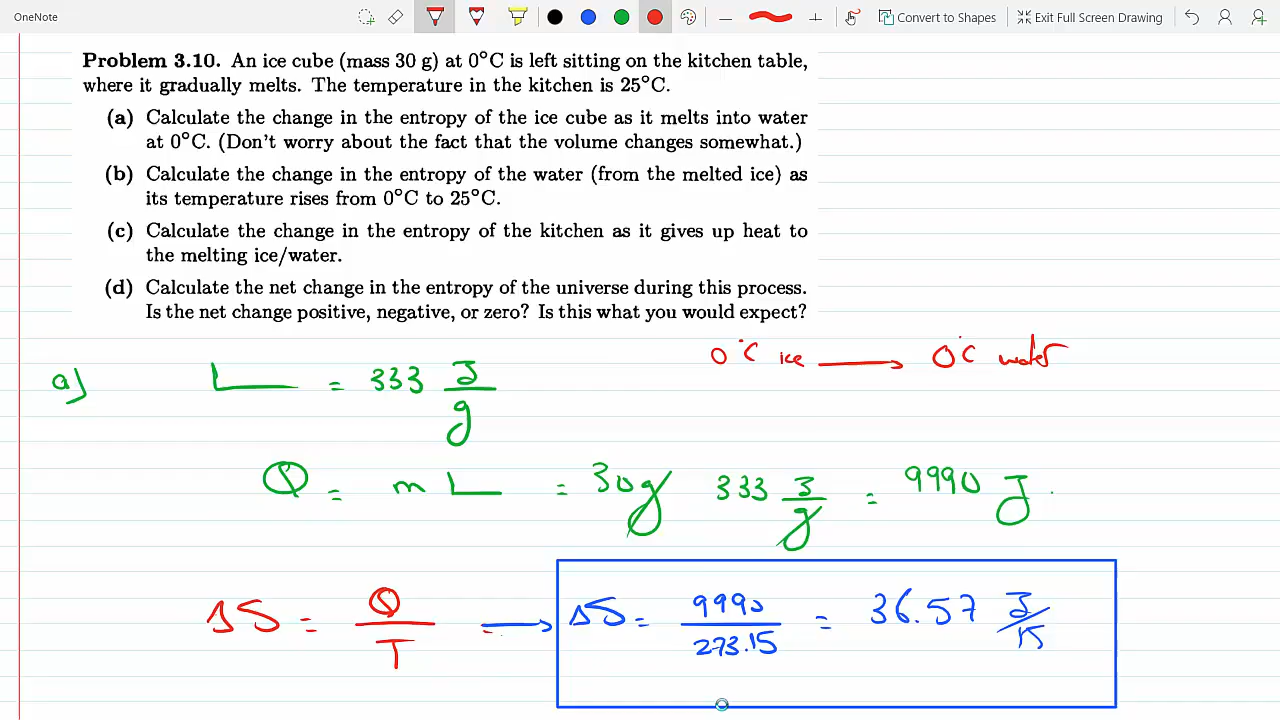 OneNote
Convert to Shapes
Exit Full Screen Drawing
Problem 3.10. An ice cube (mass 30 g) at 0°C is left sitting on the kitchen table,
where it gradually melts. The temperature in the kitchen is 25°C.
(a) Calculate the change in the entropy of the ice cube as it melts into water
at 0°C. (Don't worry about the fact that the volume changes somewhat.)
(b) Calculate the change in the entropy of the water (from the melted ice) as
its temperature rises from 0°C to 25°C.
(c) Calculate the change in the entropy of the kitchen as it gives up heat to
the melting ice/water.
(d) Calculate the net change in the entropy of the universe during this process.
Is the net change positive, negative, or zero? Is this what you would expect?
0°C ice → 0°C water
a) L = 333 J/g
Q = m L = 30g 333 J/g = 9990 J
ΔS = Q/T = → ΔS = 9990/273.15 = 36.57 J/K